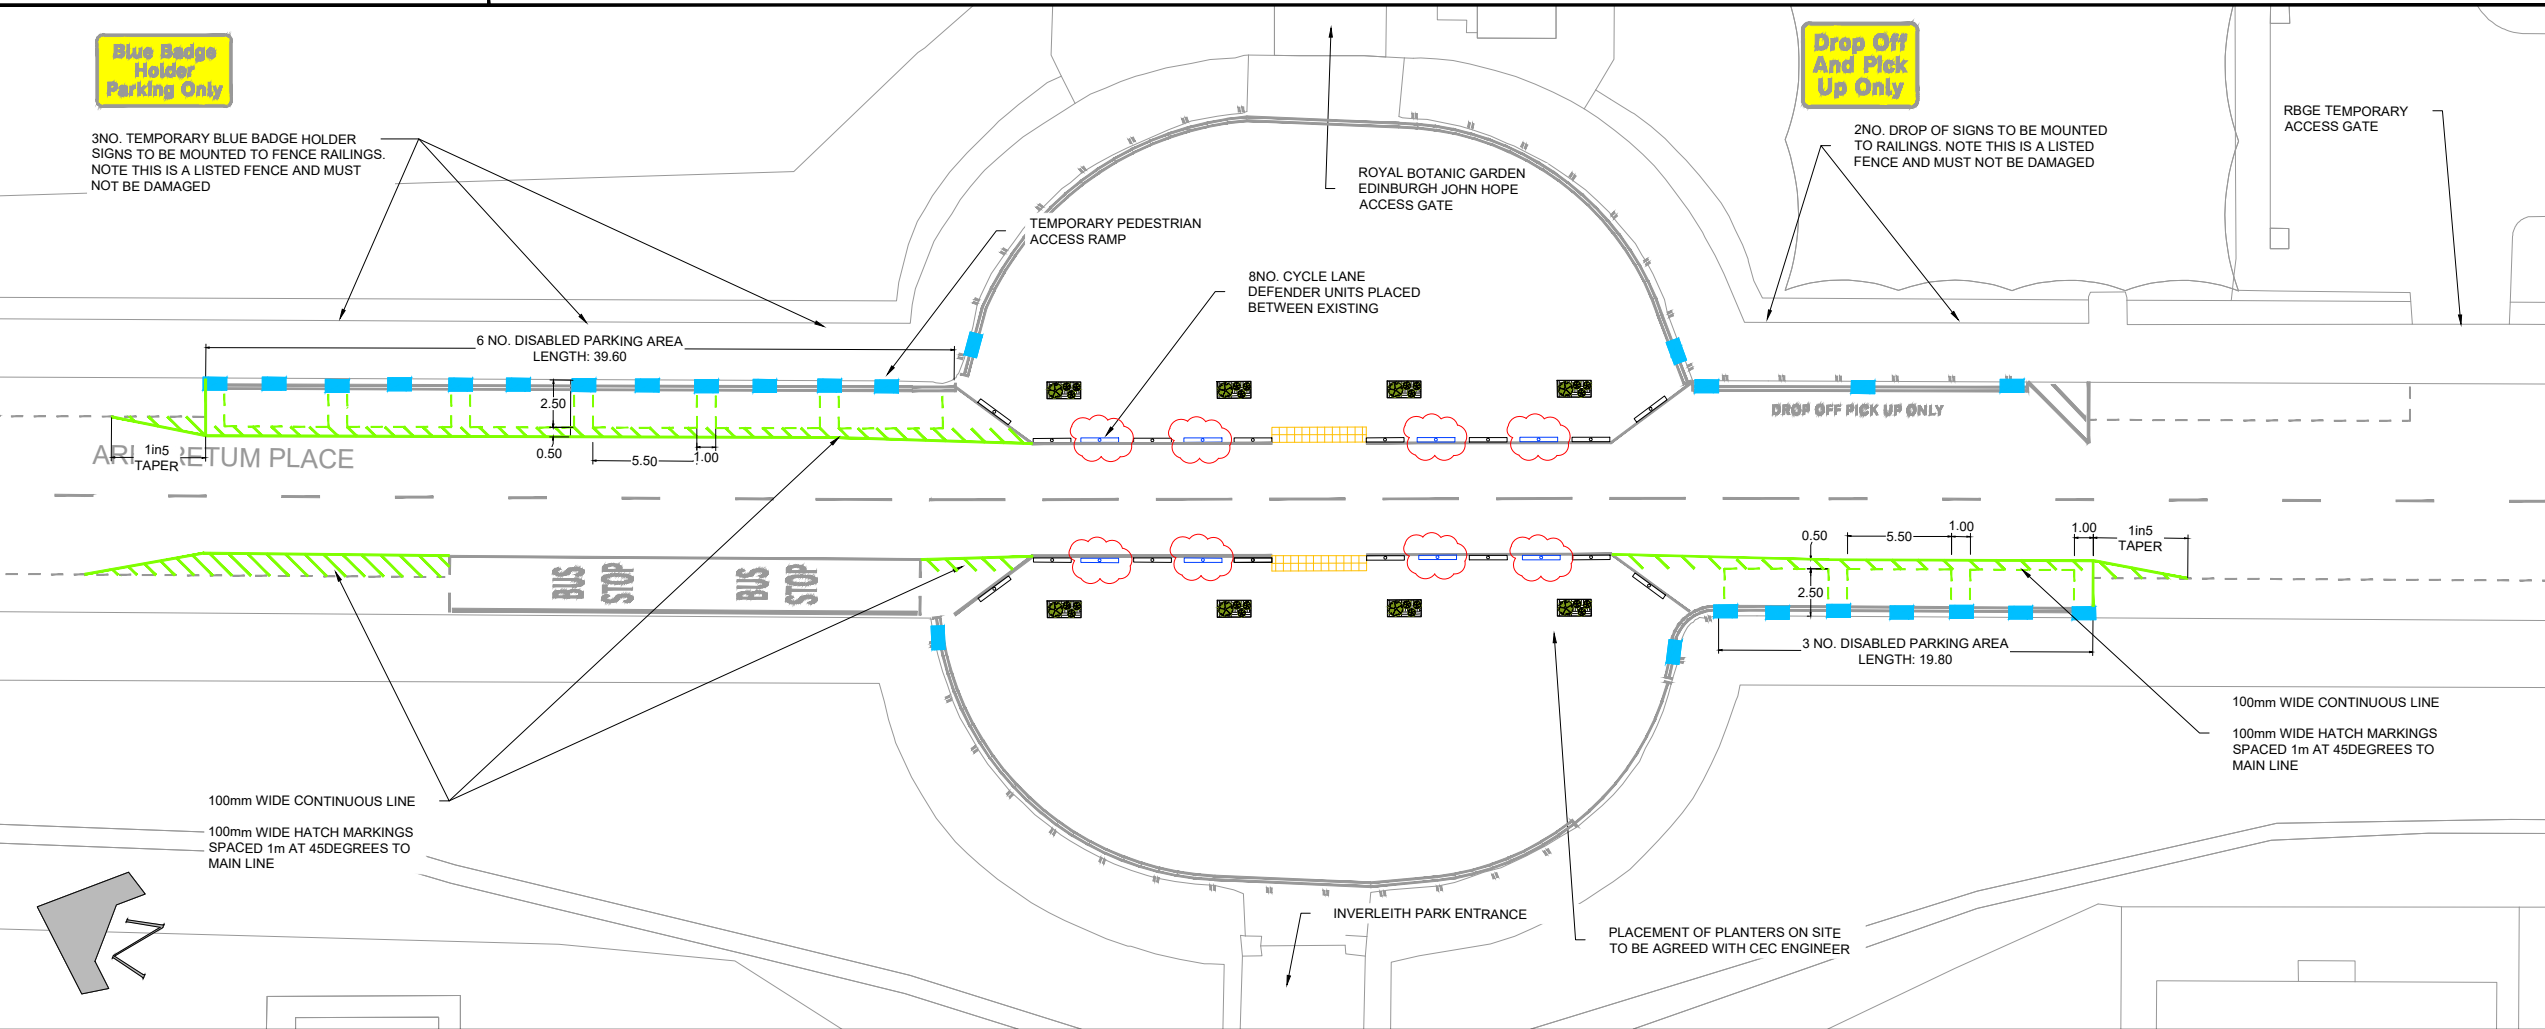 Blue Badge
Holder
Parking Only
Drop Off
And Pick
Up Only
3NO. TEMPORARY BLUE BADGE HOLDER
SIGNS TO BE MOUNTED TO FENCE RAILINGS.
NOTE THIS IS A LISTED FENCE AND MUST
NOT BE DAMAGED
2NO. DROP OF SIGNS TO BE MOUNTED
TO RAILINGS. NOTE THIS IS A LISTED
FENCE AND MUST NOT BE DAMAGED
RBGE TEMPORARY
ACCESS GATE
ROYAL BOTANIC GARDEN
EDINBURGH JOHN HOPE
ACCESS GATE
TEMPORARY PEDESTRIAN
ACCESS RAMP
8NO. CYCLE LANE
DEFENDER UNITS PLACED
BETWEEN EXISTING
6 NO. DISABLED PARKING AREA
LENGTH: 39.60
2.50
0.50
5.50
1.00
1in5
TAPER
ETUM PLACE
DROP OFF PICK UP ONLY
BUS
STOP
BUS
STOP
0.50
5.50
1.00
1.00
1in5
TAPER
2.50
3 NO. DISABLED PARKING AREA
LENGTH: 19.80
100mm WIDE CONTINUOUS LINE
100mm WIDE HATCH MARKINGS
SPACED 1m AT 45DEGREES TO
MAIN LINE
100mm WIDE CONTINUOUS LINE
100mm WIDE HATCH MARKINGS
SPACED 1m AT 45DEGREES TO
MAIN LINE
INVERLEITH PARK ENTRANCE
PLACEMENT OF PLANTERS ON SITE
TO BE AGREED WITH CEC ENGINEER